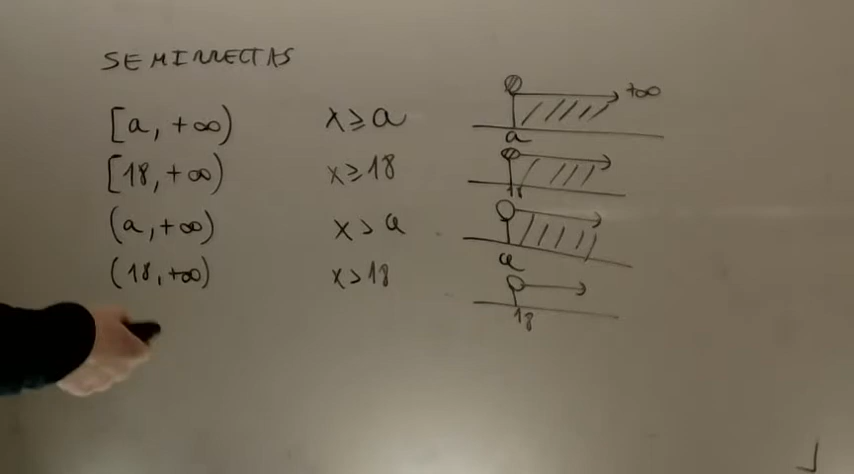 SEMIRRECTAS
[a, +∞) x ≥ a +∞ a
[18, +∞) x ≥ 18 18
(a, +∞) x > a a
(18, +∞) x > 18 18